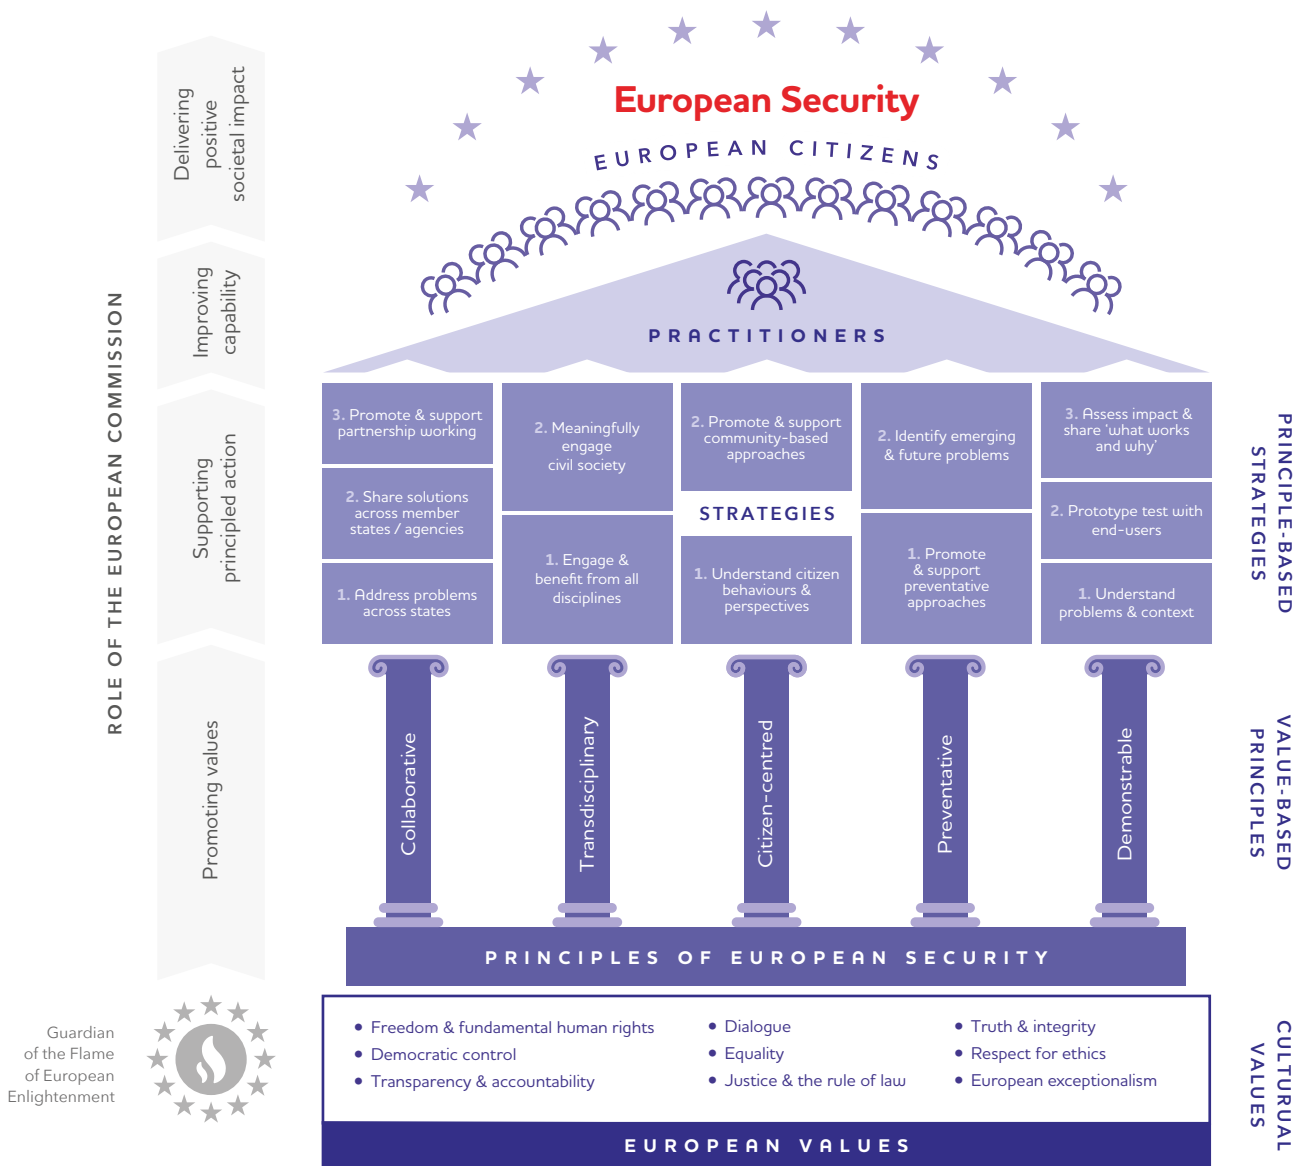 European Security
EUROPEAN CITIZENS
PRACTITIONERS
ROLE OF THE EUROPEAN COMMISSION
Delivering
positive
societal impact
Improving
capability
Supporting
principled action
Promoting values
3. Promote & support
partnership working
2. Share solutions
across member
states / agencies
1. Address problems
across states
2. Meaningfully
engage
civil society
1. Engage &
benefit from all
disciplines
2. Promote & support
community-based
approaches
STRATEGIES
1. Understand citizen
behaviours &
perspectives
2. Identify emerging
& future problems
1. Promote
& support
preventative
approaches
3. Assess impact &
share 'what works
and why'
2. Prototype test with
end-users
1. Understand
problems & context
PRINCIPLE-BASED
STRATEGIES
Collaborative
Transdisciplinary
Citizen-centred
Preventative
Demonstrable
VALUE-BASED
PRINCIPLES
PRINCIPLES OF EUROPEAN SECURITY
Guardian
of the Flame
of European
Enlightenment
• Freedom & fundamental human rights
• Democratic control
• Transparency & accountability
• Dialogue
• Equality
• Justice & the rule of law
• Truth & integrity
• Respect for ethics
• European exceptionalism
CULTURUAL
VALUES
EUROPEAN VALUES